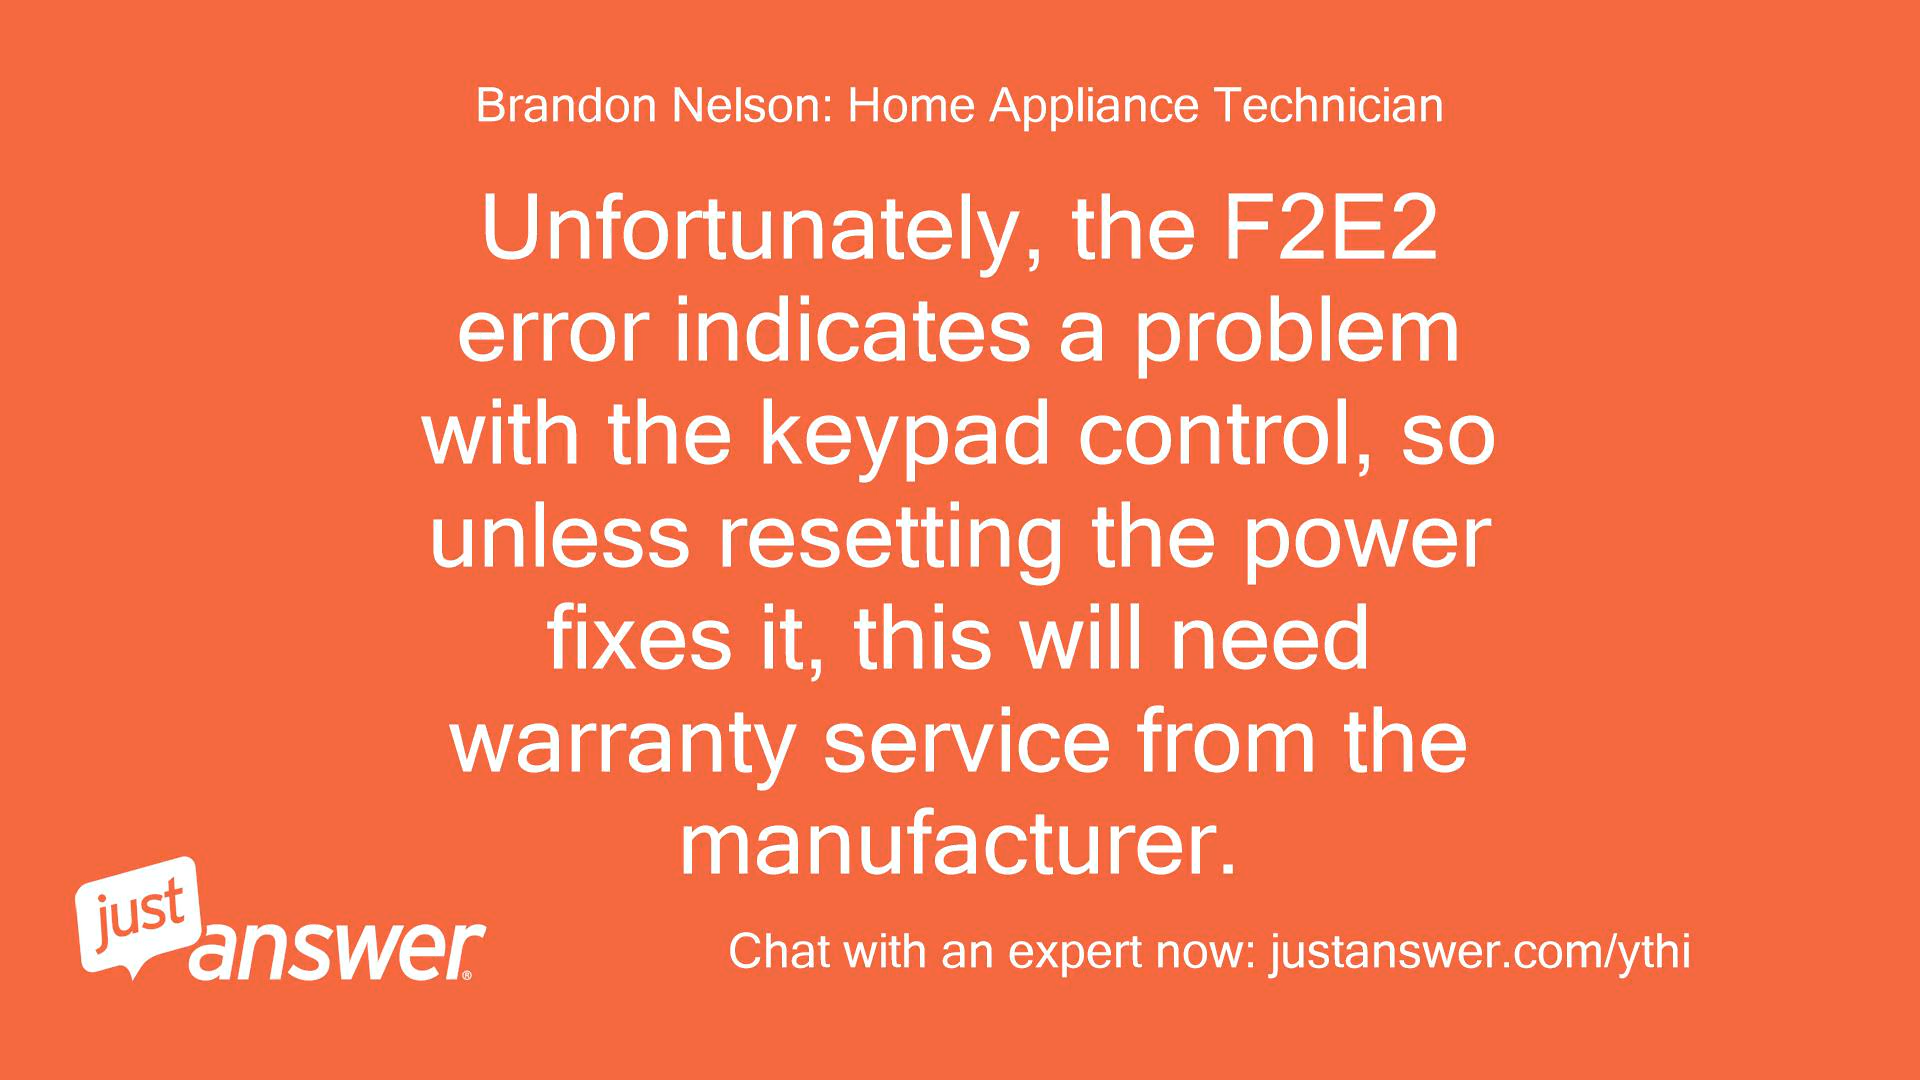 Brandon Nelson: Home Appliance Technician
Unfortunately, the F2E2
error indicates a problem
with the keypad control, so
unless resetting the power
fixes it, this will need
warranty service from the
manufacturer.
just
answer®
Chat with an expert now: justanswer.com/ythi